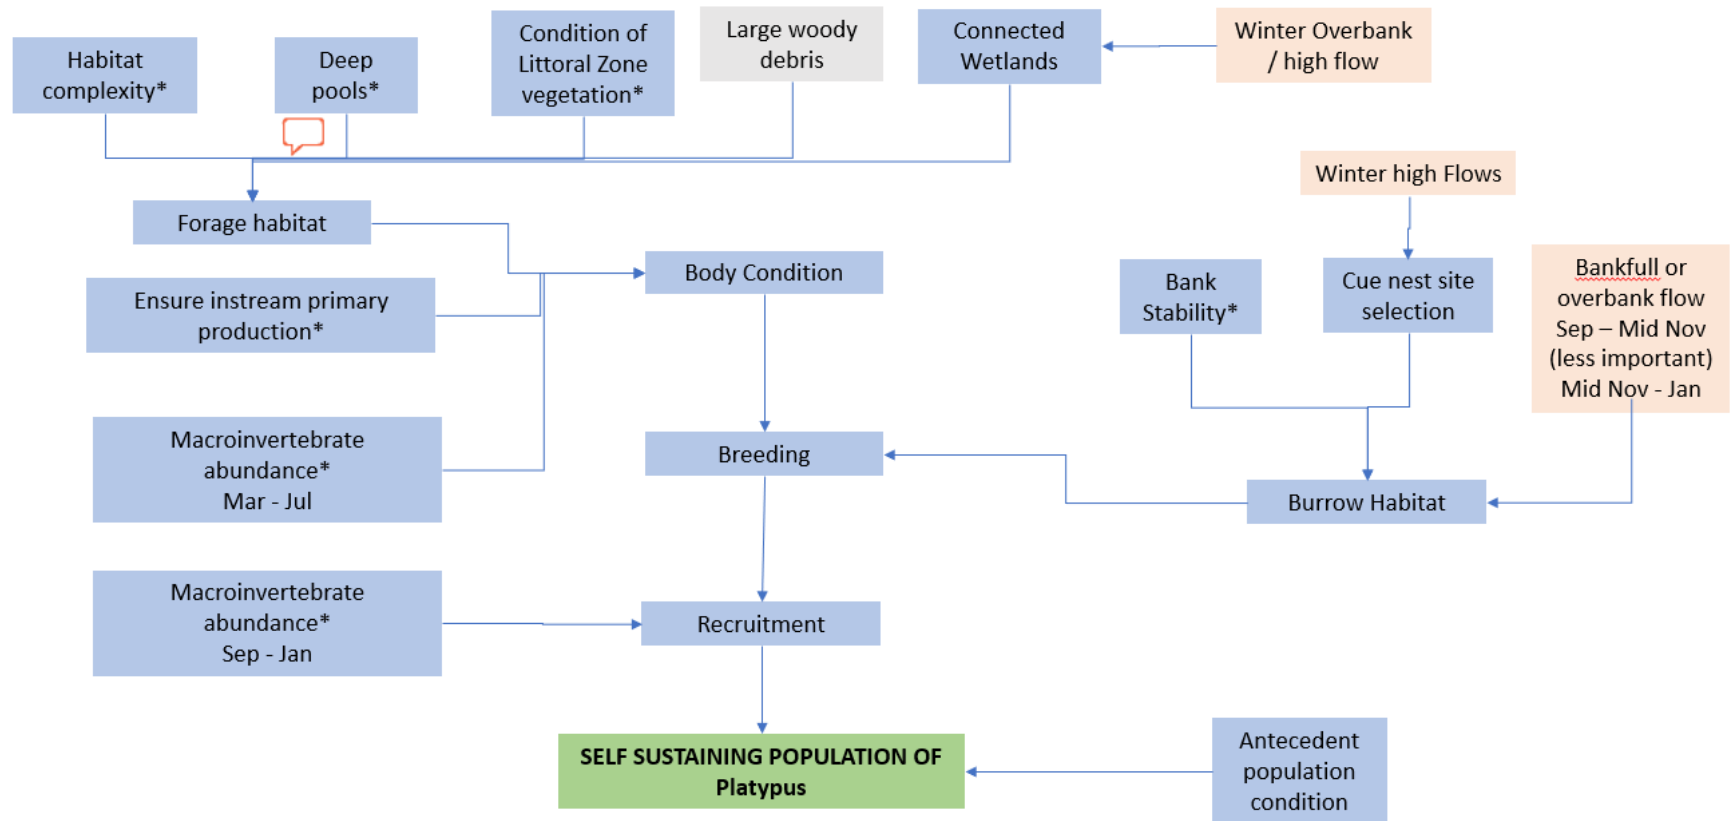 Habitat
complexity*
Deep
pools*
Condition of
Littoral Zone
vegetation*
Large woody
debris
Connected
Wetlands
Winter Overbank
/ high flow
Winter high Flows
Forage habitat
Body Condition
Ensure instream primary
production*
Bank
Stability*
Cue nest site
selection
Bankfull or
overbank flow
Sep – Mid Nov
(less important)
Mid Nov - Jan
Macroinvertebrate
abundance*
Mar - Jul
Breeding
Burrow Habitat
Macroinvertebrate
abundance*
Sep - Jan
Recruitment
SELF SUSTAINING POPULATION OF
Platypus
Antecedent
population
condition